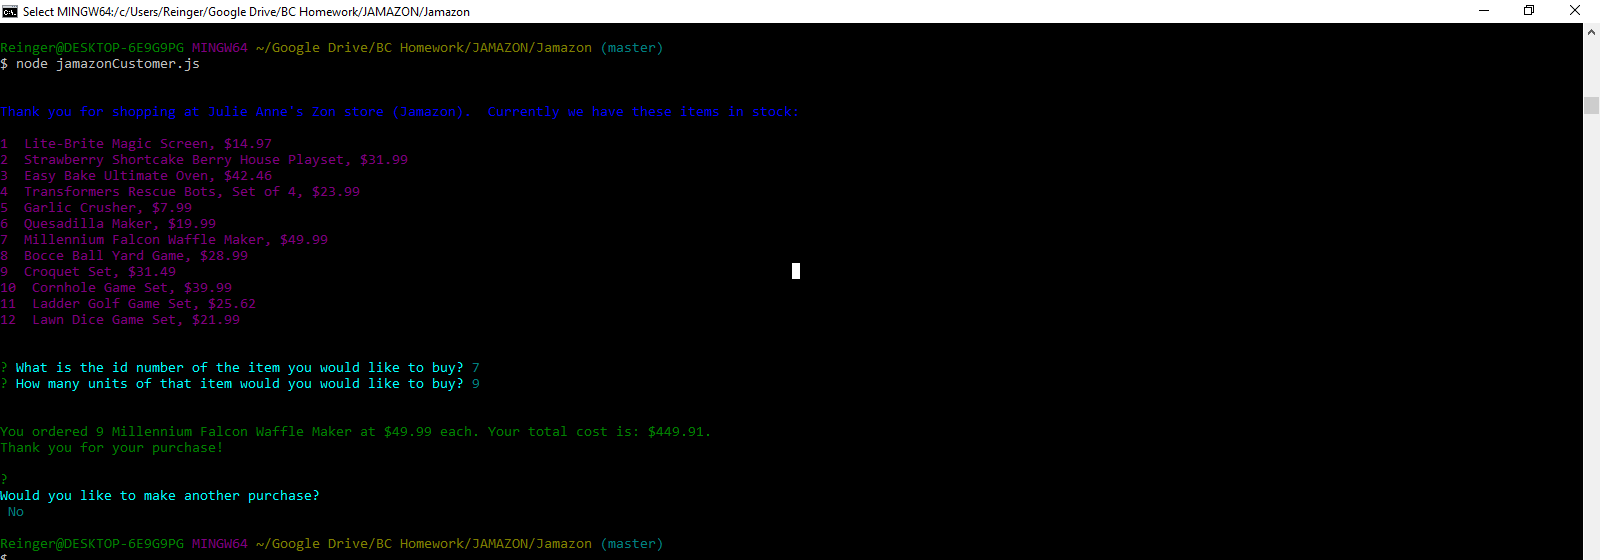 Select MINGW64:/c/Users/Reinger/Google Drive/BC Homework/JAMAZON/Jamazon
Reinger@DESKTOP-6E9G9PG MINGW64 ~/Google Drive/BC Homework/JAMAZON/Jamazon (master)
$ node jamazonCustomer.js
Thank you for shopping at Julie Anne's Zon store (Jamazon).  Currently we have these items in stock:
1  Lite-Brite Magic Screen, $14.97
2  Strawberry Shortcake Berry House Playset, $31.99
3  Easy Bake Ultimate Oven, $42.46
4  Transformers Rescue Bots, Set of 4, $23.99
5  Garlic Crusher, $7.99
6  Quesadilla Maker, $19.99
7  Millennium Falcon Waffle Maker, $49.99
8  Bocce Ball Yard Game, $28.99
9  Croquet Set, $31.49
10  Cornhole Game Set, $39.99
11  Ladder Golf Game Set, $25.62
12  Lawn Dice Game Set, $21.99
? What is the id number of the item you would like to buy? 7
? How many units of that item would you would like to buy? 9
You ordered 9 Millennium Falcon Waffle Maker at $49.99 each. Your total cost is: $449.91.
Thank you for your purchase!
?
Would you like to make another purchase?
No
Reinger@DESKTOP-6E9G9PG MINGW64 ~/Google Drive/BC Homework/JAMAZON/Jamazon (master)
$